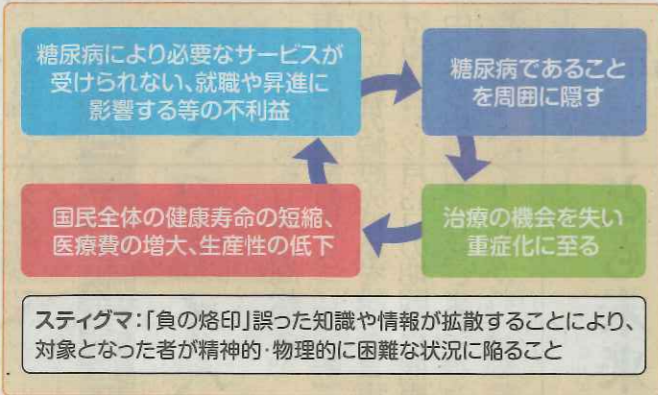 糖尿病により必要なサービスが
受けられない、就職や昇進に
影響する等の不利益
糖尿病であること
を周囲に隠す
国民全体の健康寿命の短縮、
医療費の増大、生産性の低下
治療の機会を失い
重症化に至る
スティグマ:「負の烙印」誤った知識や情報が拡散することにより、
対象となった者が精神的・物理的に困難な状況に陥ること